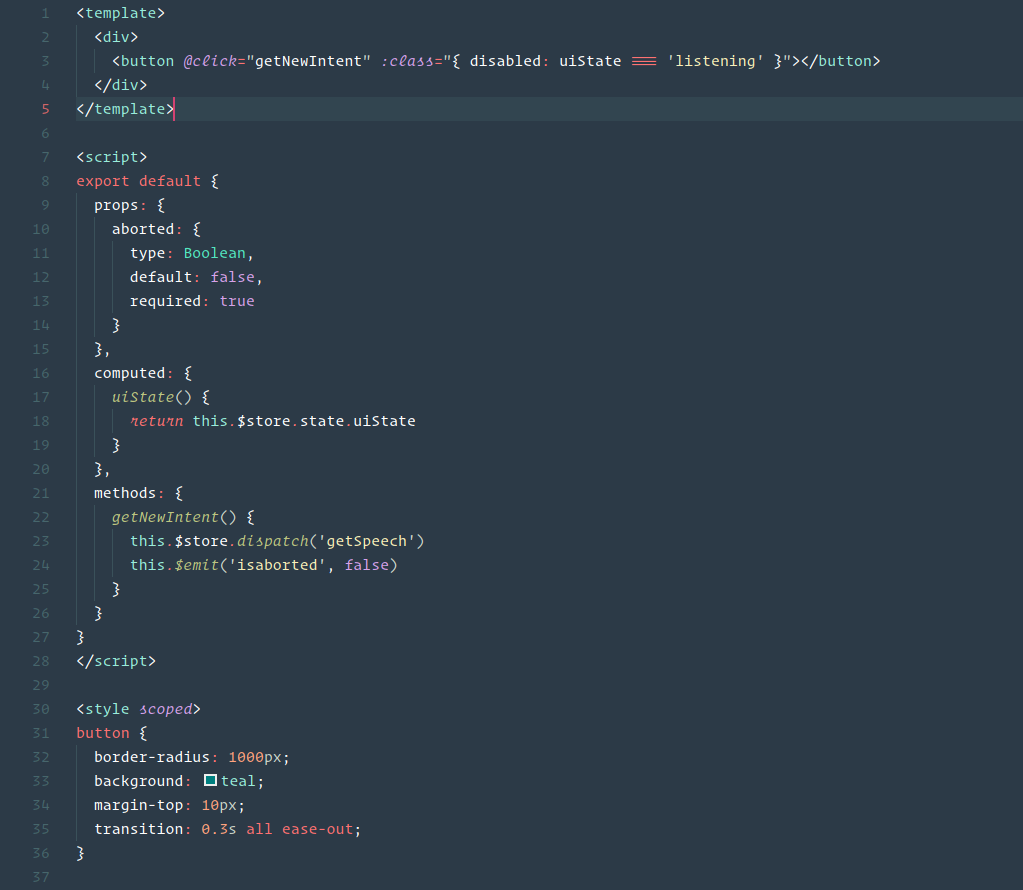 1 <template>
2 <div>
3 <button @click="getNewIntent" :class="{ disabled: uiState === 'listening' }"></button>
4 </div>
5 </template>
6
7 <script>
8 export default {
9 props: {
10 aborted: {
11 type: Boolean,
12 default: false,
13 required: true
14 }
15 },
16 computed: {
17 uiState() {
18 return this.$store.state.uiState
19 }
20 },
21 methods: {
22 getNewIntent() {
23 this.$store.dispatch('getSpeech')
24 this.$emit('isaborted', false)
25 }
26 }
27 }
28 </script>
29
30 <style scoped>
31 button {
32 border-radius: 1000px;
33 background: teal;
34 margin-top: 10px;
35 transition: 0.3s all ease-out;
36 }
37